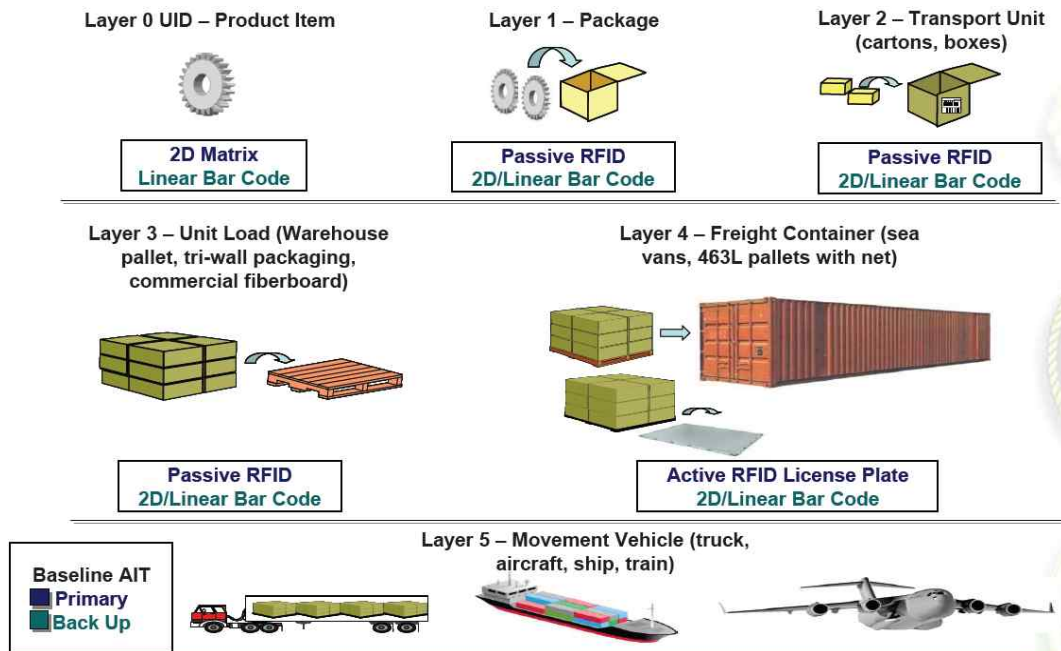 Layer 0 UID – Product Item
Layer 1 – Package
Layer 2 – Transport Unit
(cartons, boxes)
2D Matrix
Linear Bar Code
Passive RFID
2D/Linear Bar Code
Passive RFID
2D/Linear Bar Code
Layer 3 – Unit Load (Warehouse
pallet, tri-wall packaging,
commercial fiberboard)
Layer 4 – Freight Container (sea
vans, 463L pallets with net)
Passive RFID
2D/Linear Bar Code
Active RFID License Plate
2D/Linear Bar Code
Layer 5 – Movement Vehicle (truck,
aircraft, ship, train)
Baseline AIT
Primary
Back Up